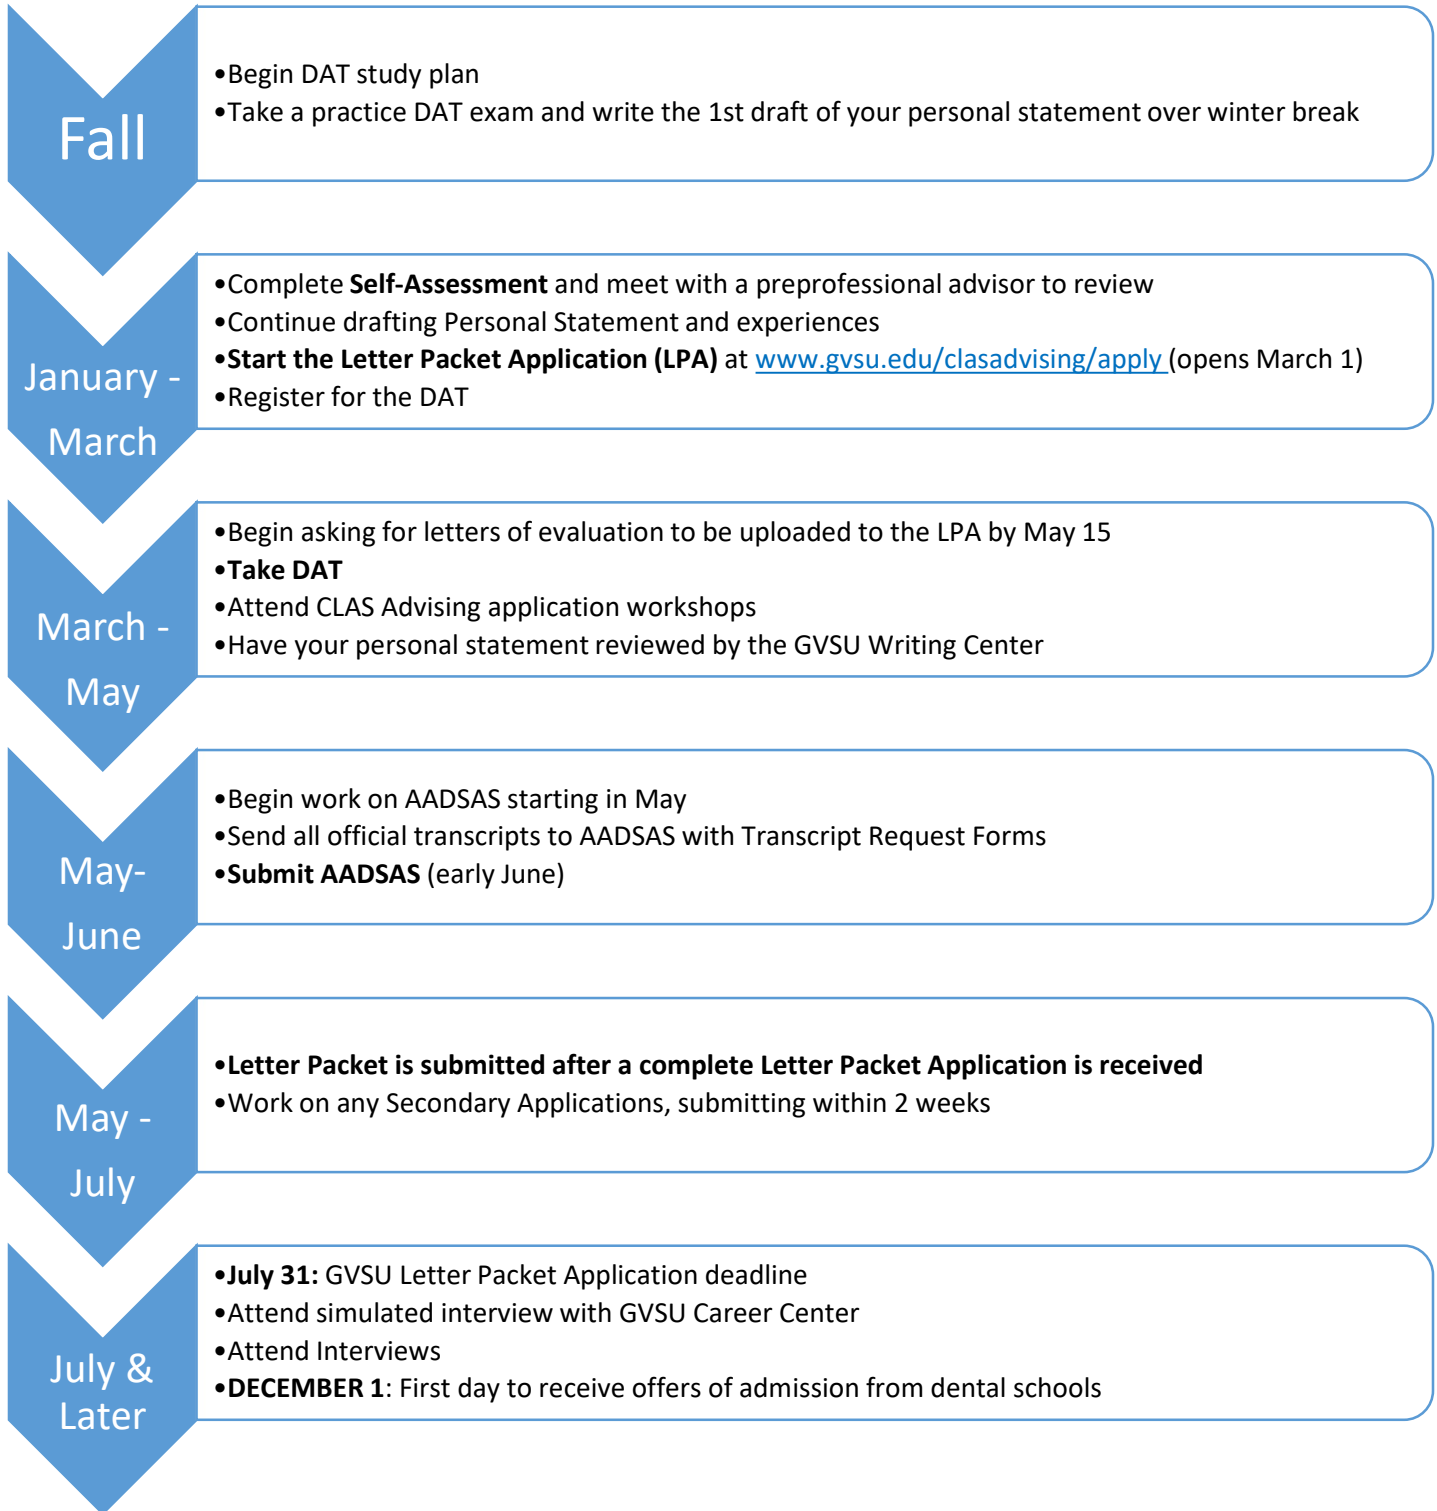 Fall
•Begin DAT study plan
•Take a practice DAT exam and write the 1st draft of your personal statement over winter break
January -
March
•Complete Self-Assessment and meet with a preprofessional advisor to review
•Continue drafting Personal Statement and experiences
•Start the Letter Packet Application (LPA) at www.gvsu.edu/clasadvising/apply (opens March 1)
•Register for the DAT
March -
May
•Begin asking for letters of evaluation to be uploaded to the LPA by May 15
•Take DAT
•Attend CLAS Advising application workshops
•Have your personal statement reviewed by the GVSU Writing Center
May-
June
•Begin work on AADSAS starting in May
•Send all official transcripts to AADSAS with Transcript Request Forms
•Submit AADSAS (early June)
May -
July
•Letter Packet is submitted after a complete Letter Packet Application is received
•Work on any Secondary Applications, submitting within 2 weeks
July &
Later
•July 31: GVSU Letter Packet Application deadline
•Attend simulated interview with GVSU Career Center
•Attend Interviews
•DECEMBER 1: First day to receive offers of admission from dental schools